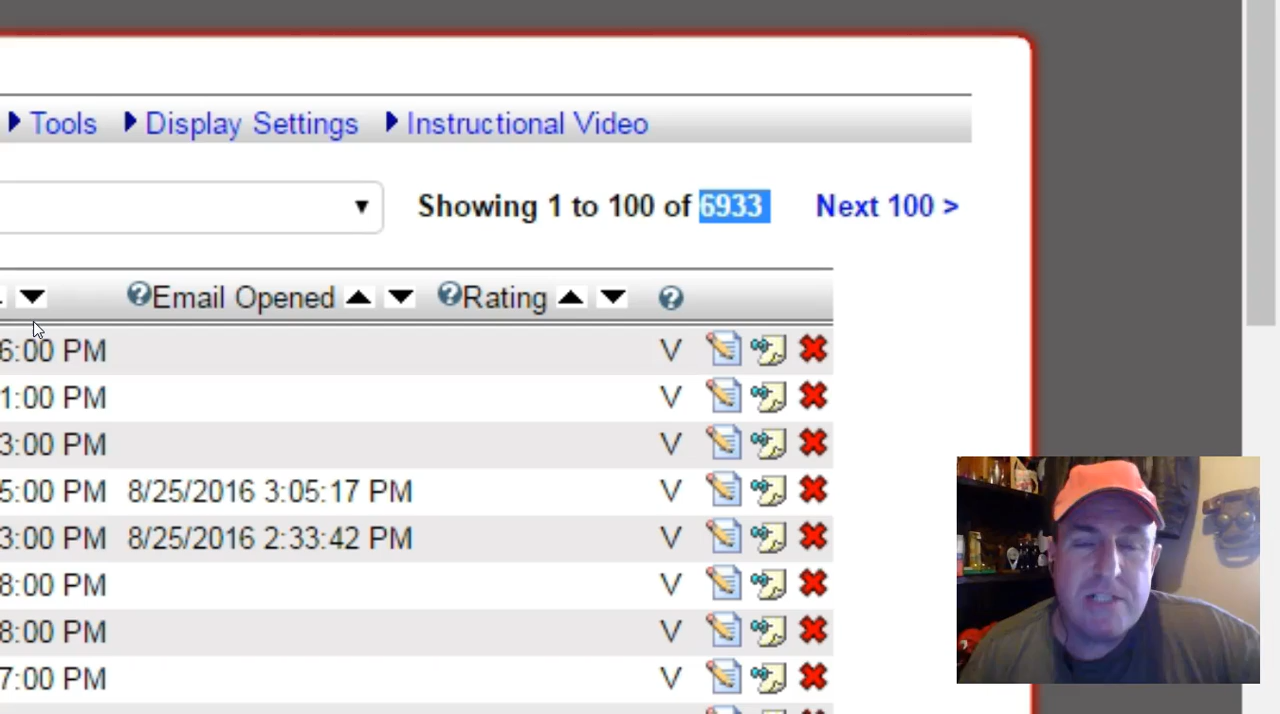 Tools Display Settings Instructional Video
Showing 1 to 100 of 6933 Next 100 >
Email Opened Rating
6:00 PM V
1:00 PM V
3:00 PM V
5:00 PM 8/25/2016 3:05:17 PM V
3:00 PM 8/25/2016 2:33:42 PM V
8:00 PM V
8:00 PM V
7:00 PM V